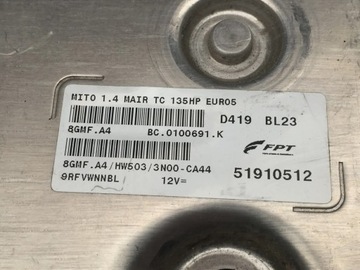 MITO 1.4 MAIR TC 135HP EURO5
D419 BL23
8GMF.A4 BC.0100691.K
FPT
8GMF.A4/HW503/3N00-CA44
51910512
9RFVWNNBL 12V=